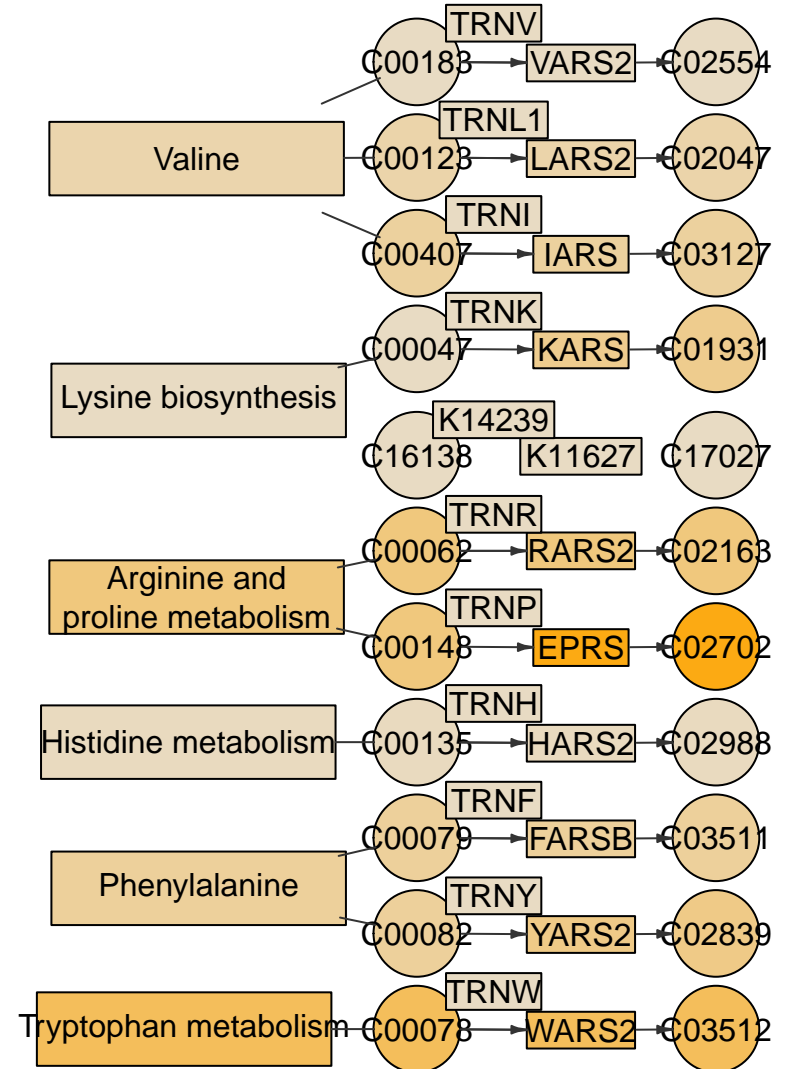 TRNV
C00183
VARS2
C02554
Valine
TRNL1
C00123
LARS2
C02047
TRNI
C00407
IARS
C03127
Lysine biosynthesis
TRNK
C00047
KARS
C01931
K14239
C16138
K11627
C17027
Arginine and
proline metabolism
TRNR
C00062
RARS2
C02163
TRNP
C00148
EPRS
C02702
Histidine metabolism
TRNH
C00135
HARS2
C02988
Phenylalanine
TRNF
C00079
FARSB
C03511
TRNY
C00082
YARS2
C02839
Tryptophan metabolism
TRNW
C00078
WARS2
C03512